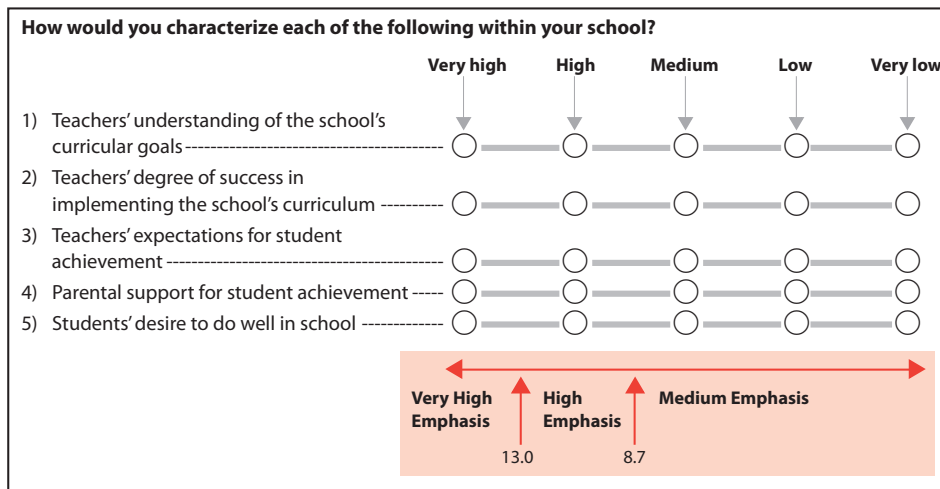 How would you characterize each of the following within your school?
Very high High Medium Low Very low
1) Teachers’ understanding of the school’s
curricular goals------------------------------------------
2) Teachers’ degree of success in
implementing the school’s curriculum ----------
3) Teachers’ expectations for student
achievement--------------------------------------------
4) Parental support for student achievement-----
5) Students’ desire to do well in school -------------
Very High High Medium Emphasis
Emphasis Emphasis
13.0 8.7